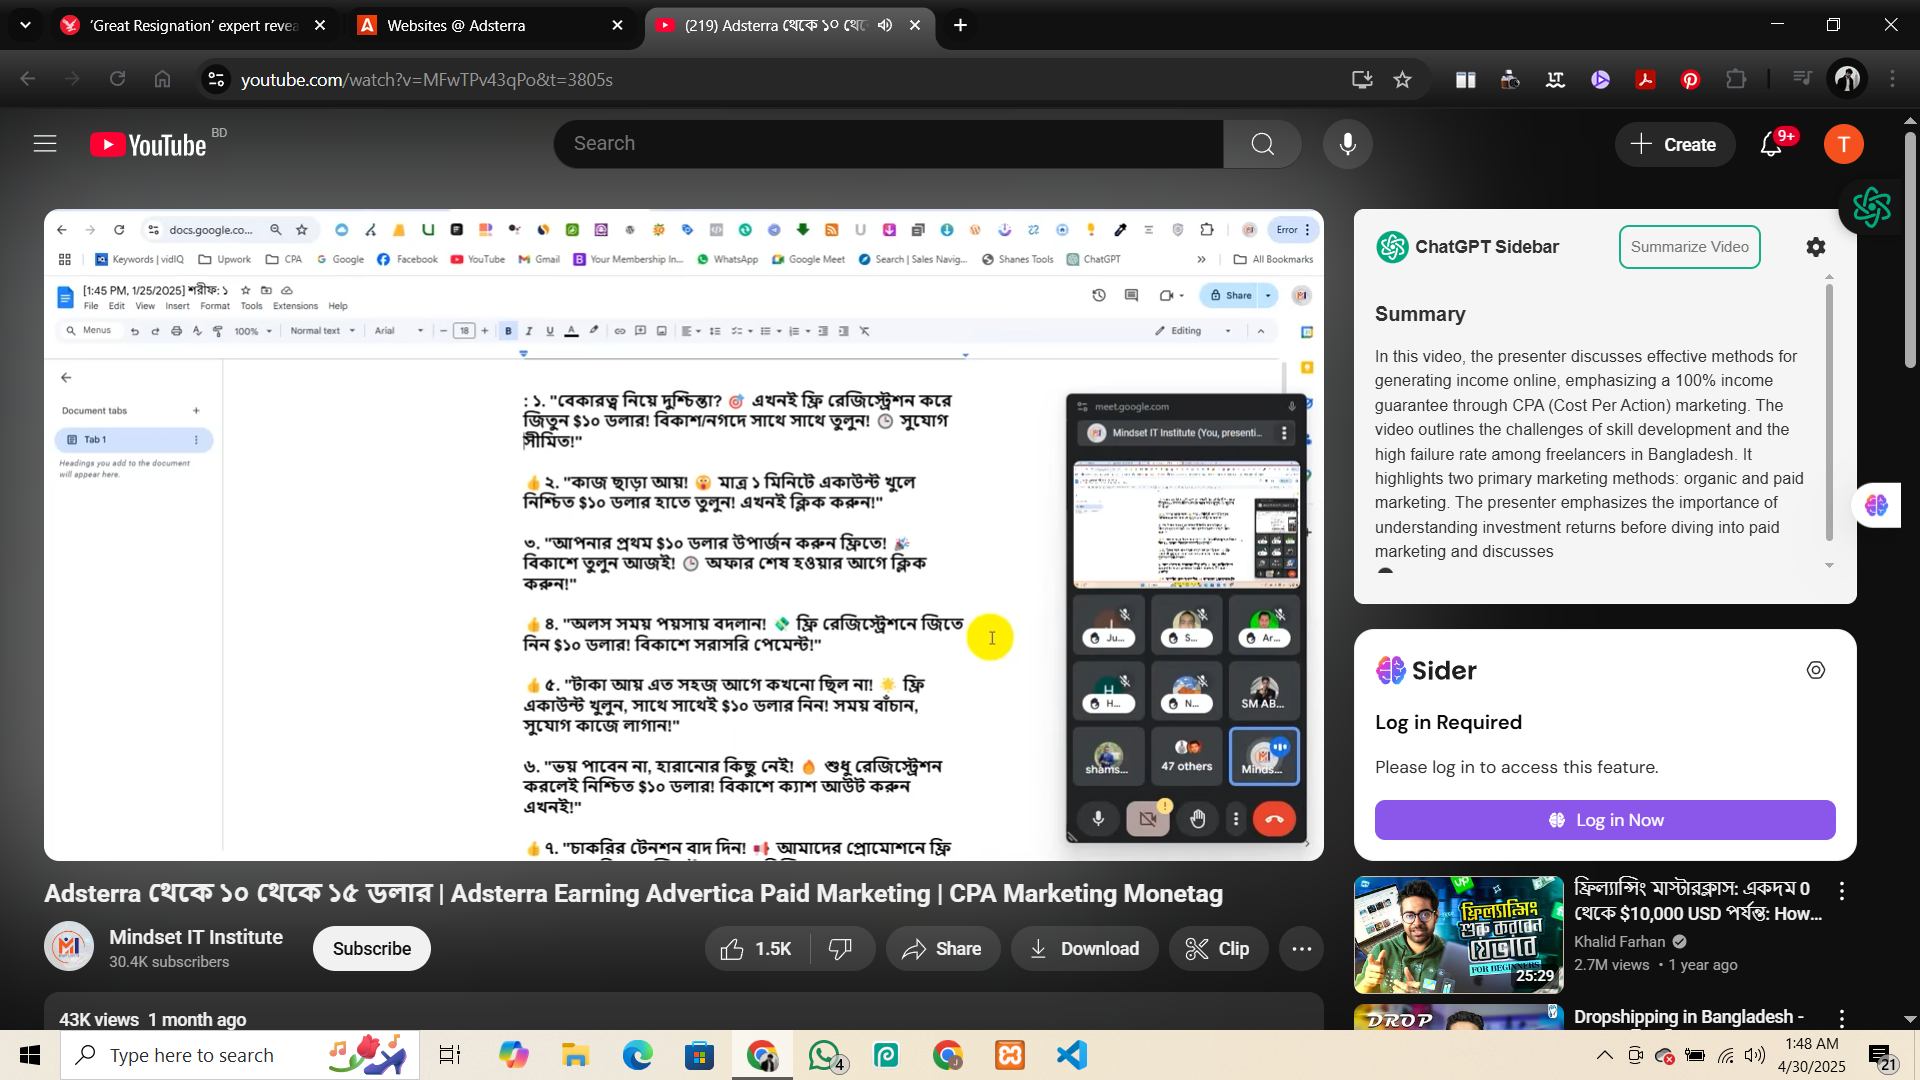 'Great Resignation' expert revea
Websites @ Adsterra
(219) Adsterra থেকে ১০ থে
youtube.com/watch?v=MFwTPv43qPo&t=3805s
YouTube BD
Search
Create
9+
T
docs.google.co...
Error
Keywords | vidIQ
Upwork
CPA
Google
Facebook
YouTube
Gmail
Your Membership In...
WhatsApp
Google Meet
Search | Sales Navig...
Shanes Tools
ChatGPT
All Bookmarks
[1:45 PM, 1/25/2025] শরীফ: ১
File Edit View Insert Format Tools Extensions Help
Share
Menus
100%
Normal text
Arial
18
B I U A
Editing
Document tabs
Tab 1
Headings you add to the document
will appear here.
: ১. "বেকারত্ব নিয়ে দুশ্চিন্তা? 🎯 এখনই ফ্রি রেজিস্ট্রেশন করে
জিতুন $১০ ডলার! বিকাশ/নগদে সাথে সাথে তুলুন! 🕒 সুযোগ
সীমিত!"
👍২. "কাজ ছাড়া আয়! 😲 মাত্র ১ মিনিটে একাউন্ট খুলে
নিশ্চিত $১০ ডলার হাতে তুলুন! এখনই ক্লিক করুন!"
৩. "আপনার প্রথম $১০ ডলার উপার্জন করুন ফ্রিতে! 🎉
বিকাশে তুলুন আজই! 🕒 অফার শেষ হওয়ার আগে ক্লিক
করুন!"
👍৪. "অলস সময় পয়সায় বদলান! 💸 ফ্রি রেজিস্ট্রেশনে জিতে
নিন $১০ ডলার! বিকাশে সরাসরি পেমেন্ট!"
👍৫. "টাকা আয় এত সহজ আগে কখনো ছিল না! 🌟 ফ্রি
একাউন্ট খুলুন, সাথে সাথেই $১০ ডলার নিন! সময় বাঁচান,
সুযোগ কাজে লাগান!"
৬. "ভয় পাবেন না, হারানোর কিছু নেই! 🔥 শুধু রেজিস্ট্রেশন
করলেই নিশ্চিত $১০ ডলার! বিকাশে ক্যাশ আউট করুন
এখনই!"
👍৭. "চাকরির টেনশন বাদ দিন! 📢 আমাদের প্রোমোশনে ফ্রি
meet.google.com
Mindset IT Institute (You, presenti...
Ju...
S...
Ar...
H...
N...
SM AB...
shams...
47 others
Minds...
ChatGPT Sidebar
Summarize Video
Summary
In this video, the presenter discusses effective methods for
generating income online, emphasizing a 100% income
guarantee through CPA (Cost Per Action) marketing. The
video outlines the challenges of skill development and the
high failure rate among freelancers in Bangladesh. It
highlights two primary marketing methods: organic and paid
marketing. The presenter emphasizes the importance of
understanding investment returns before diving into paid
marketing and discusses
Sider
Log in Required
Please log in to access this feature.
Log in Now
Adsterra থেকে ১০ থেকে ১৫ ডলার | Adsterra Earning Advertica Paid Marketing | CPA Marketing Monetag
Mindset IT Institute
30.4K subscribers
Subscribe
1.5K
Share
Download
Clip
43K views 1 month ago
ফ্রিল্যান্সিং
শুরু করবেন
যেভাবে
FOR BEGINNERS
25:29
ফ্রিল্যান্সিং মাস্টারক্লাস: একদম 0
থেকে $10,000 USD পর্যন্ত: How...
Khalid Farhan
2.7M views • 1 year ago
DROP
Dropshipping in Bangladesh -
Type here to search
4
1:48 AM
4/30/2025
21